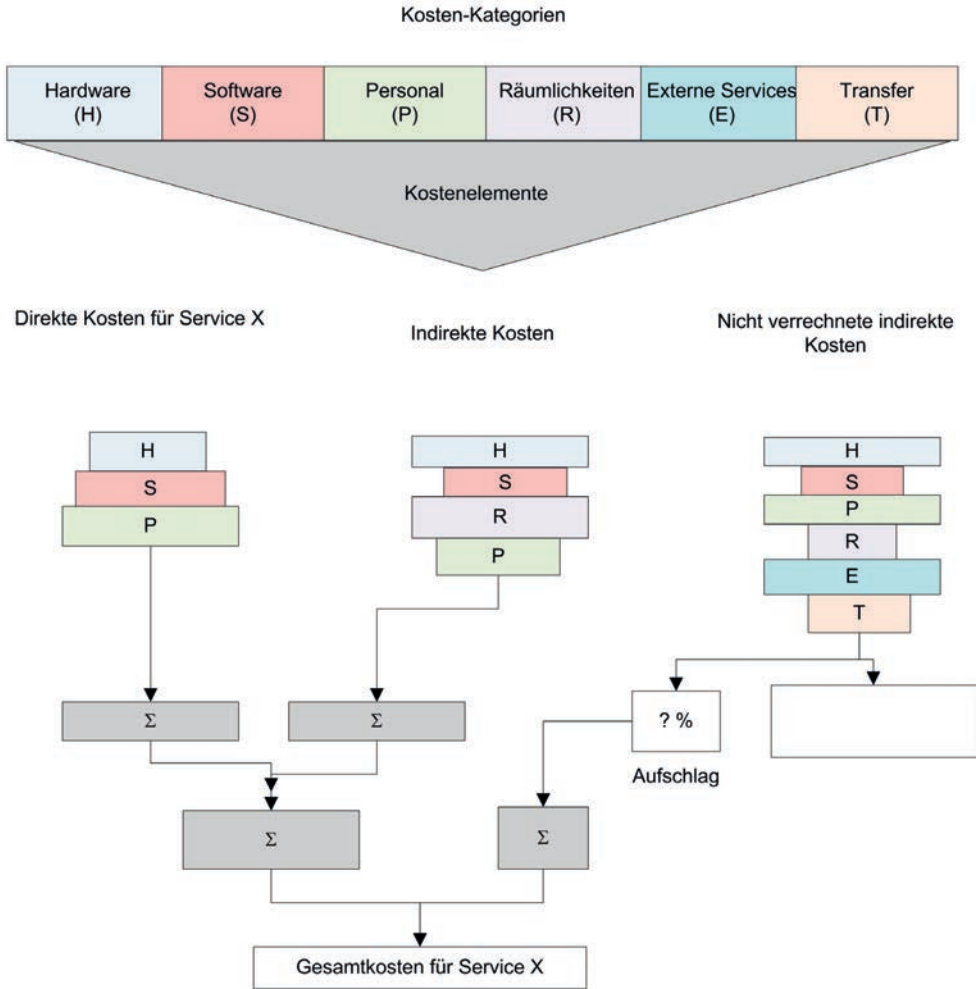 Kosten-Kategorien
Hardware
(H)
Software
(S)
Personal
(P)
Räumlichkeiten
(R)
Externe Services
(E)
Transfer
(T)
Kostenelemente
Direkte Kosten für Service X
Indirekte Kosten
Nicht verrechnete indirekte
Kosten
H
S
P
H
S
R
P
H
S
P
R
E
T
Σ
Σ
? %
Aufschlag
Σ
Σ
Gesamtkosten für Service X